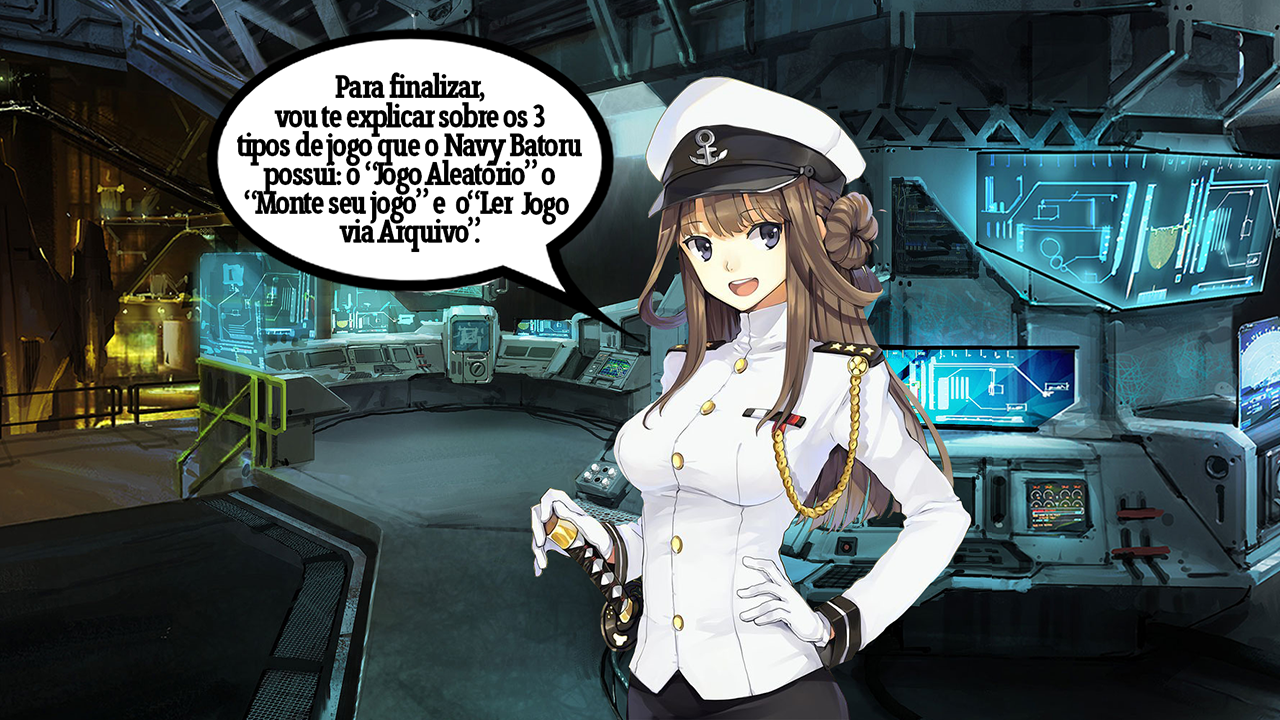 Para finalizar,
vou te explicar sobre os 3
tipos de jogo que o Navy Batoru
possui: o “Jogo Aleatório” o
“Monte seu jogo” e o“Ler Jogo
via Arquivo”.